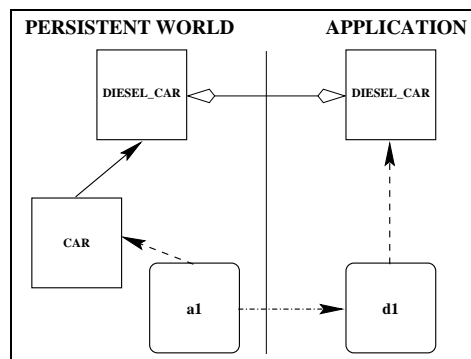 PERSISTENT WORLD
APPLICATION
DIESEL_CAR
DIESEL_CAR
CAR
a1
d1